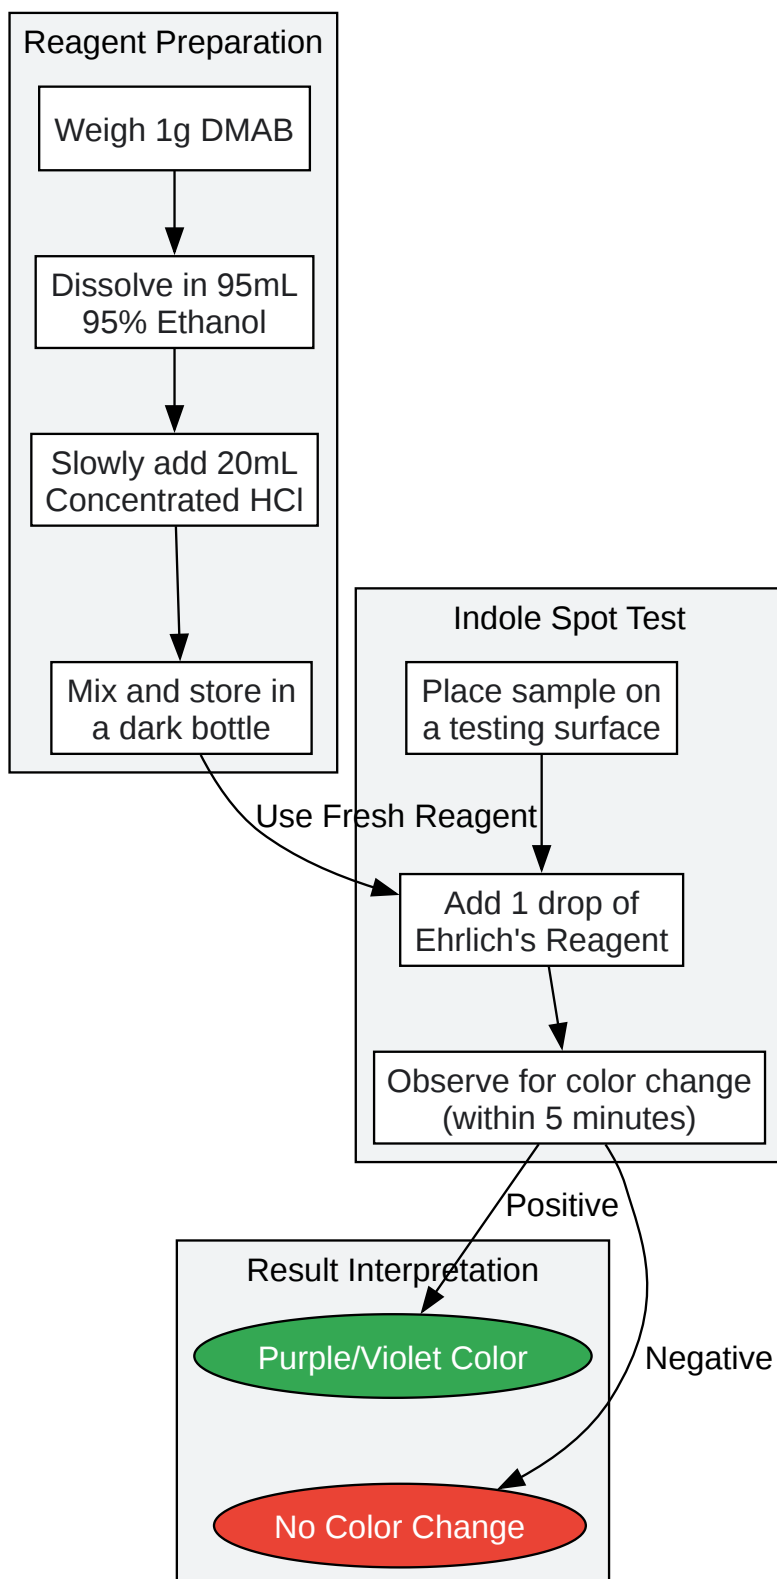 Reagent Preparation
Weigh 1g DMAB
Dissolve in 95mL
95% Ethanol
Slowly add 20mL
Concentrated HCl
Mix and store in
a dark bottle
Use Fresh Reagent
Indole Spot Test
Place sample on
a testing surface
Add 1 drop of
Ehrlich's Reagent
Observe for color change
(within 5 minutes)
Positive
Negative
Result Interpretation
Purple/Violet Color
No Color Change